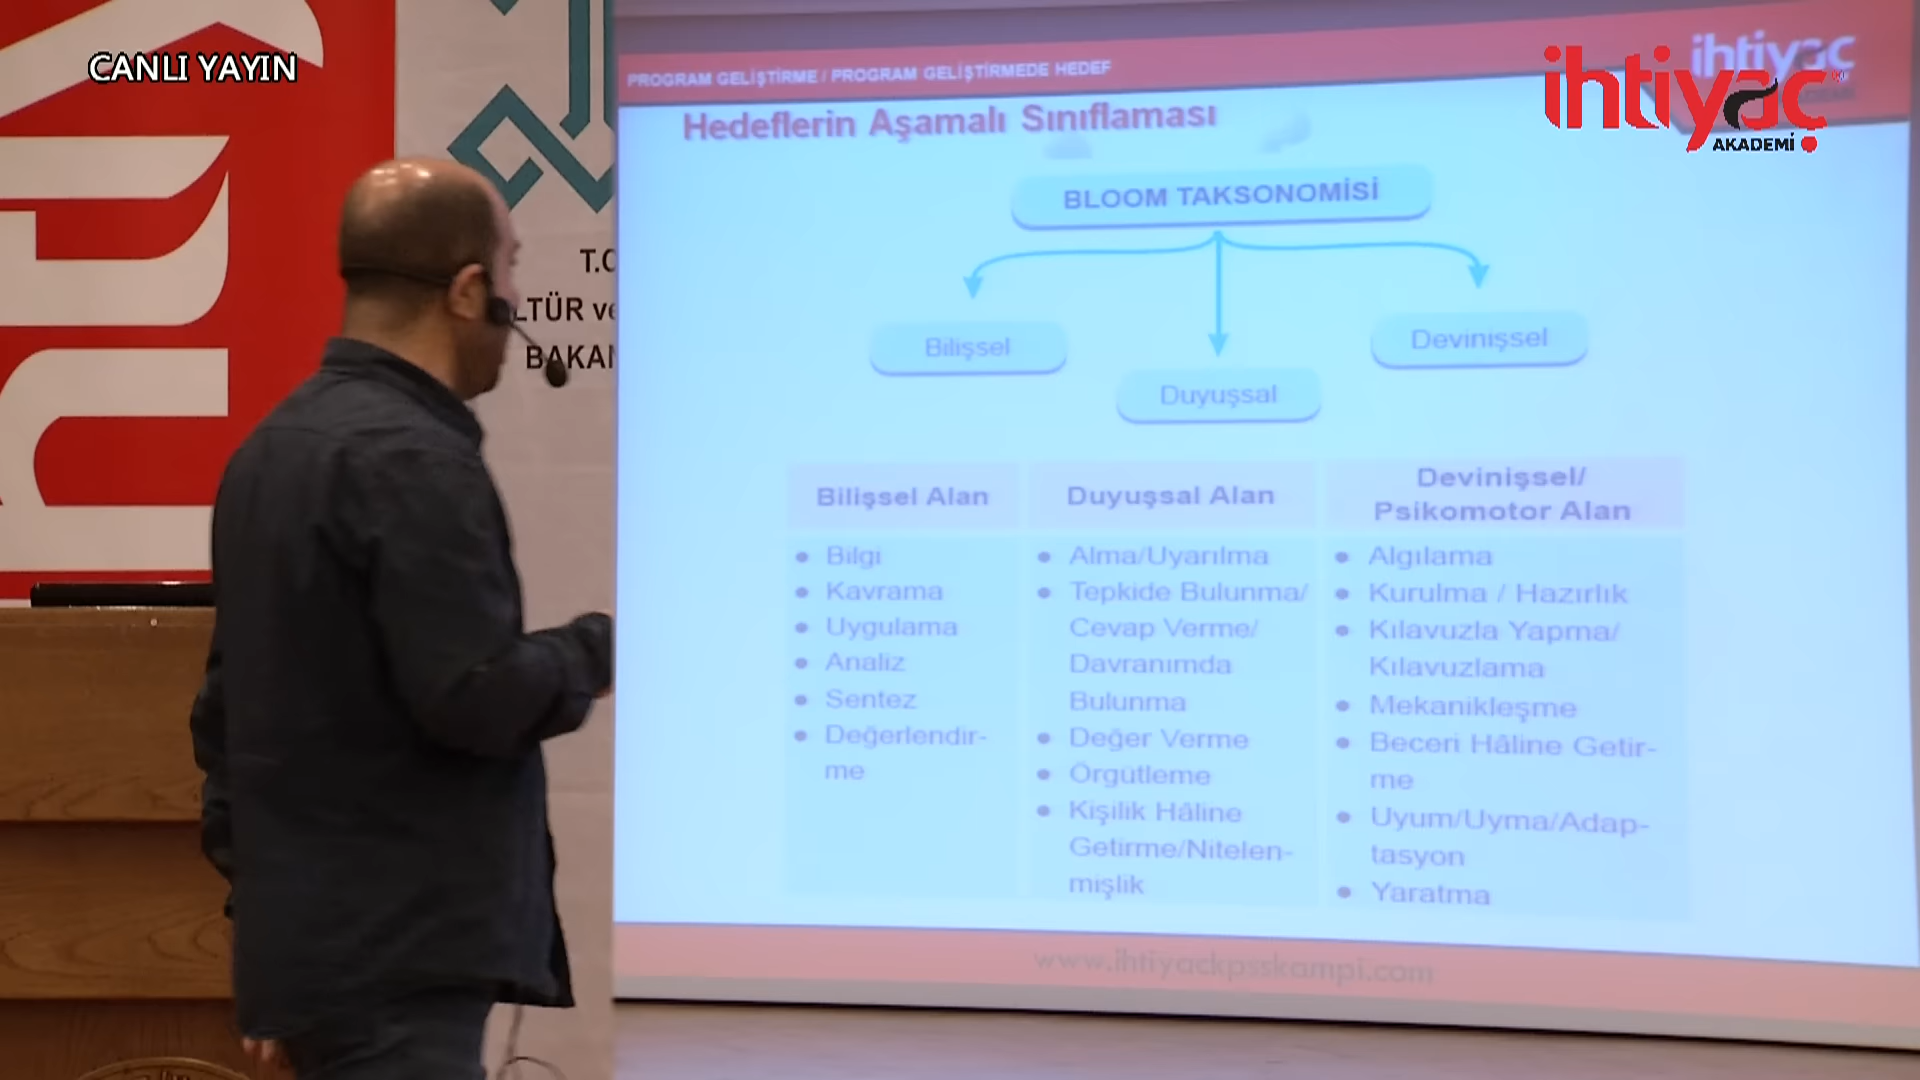 CANLI YAYIN
T.C
LTÜR ve
BAKAN
PROGRAM GELİŞTİRME / PROGRAM GELİŞTİRMEDE HEDEF
ihtiyaç
ihtiyaç
AKADEMİ
Hedeflerin Aşamalı Sınıflaması
BLOOM TAKSONOMİSİ
Bilişsel
Duyuşsal
Devinişsel
Bilişsel Alan
• Bilgi
• Kavrama
• Uygulama
• Analiz
• Sentez
• Değerlendir-
me
Duyuşsal Alan
• Alma/Uyarılma
• Tepkide Bulunma/
Cevap Verme/
Davranımda
Bulunma
• Değer Verme
• Örgütleme
• Kişilik Hâline
Getirme/Nitelen-
mişlik
Devinişsel/
Psikomotor Alan
• Algılama
• Kurulma / Hazırlık
• Kılavuzla Yapma/
Kılavuzlama
• Mekanikleşme
• Beceri Hâline Getir-
me
• Uyum/Uyma/Adap-
tasyon
• Yaratma
www.ihtiyackpsskampi.com